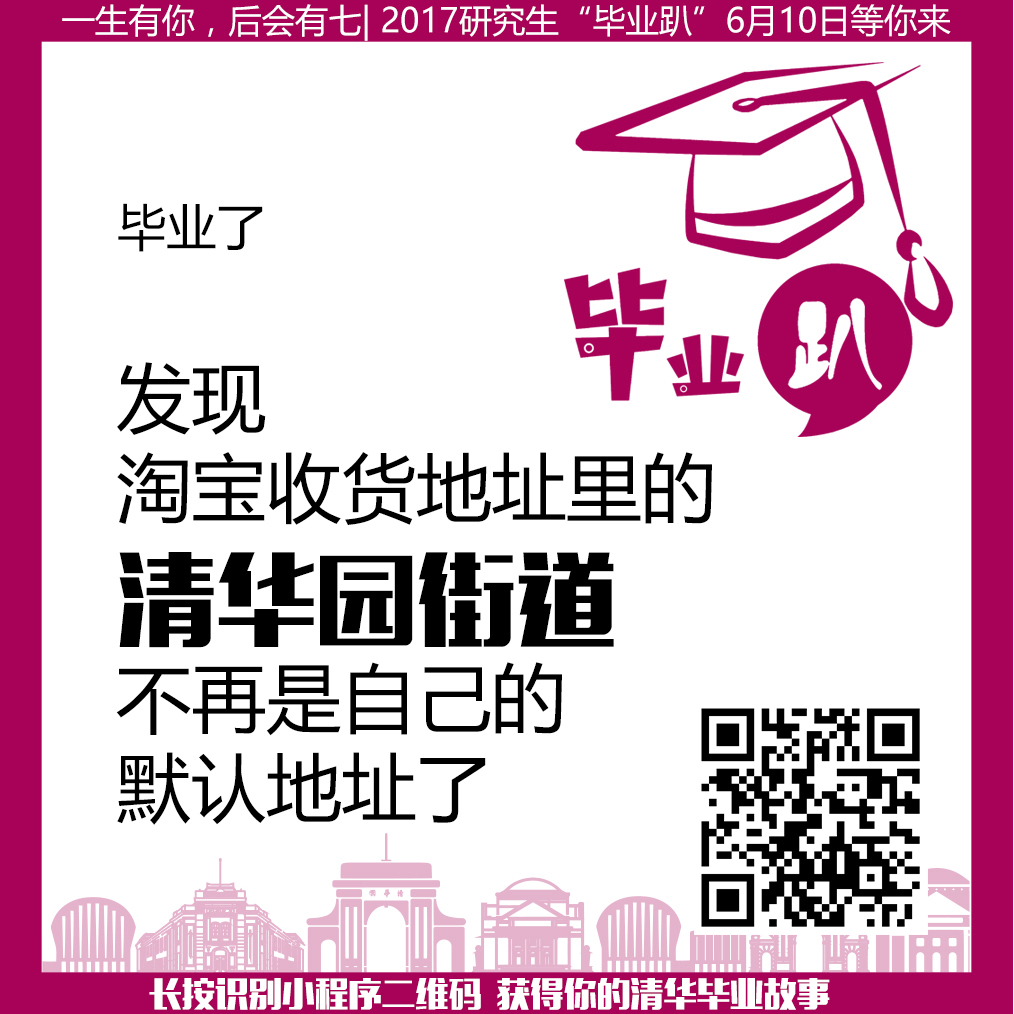 一生有你，后会有七| 2017研究生“毕业趴”6月10日等你来
毕业了
毕业趴
发现
淘宝收货地址里的
清华园街道
不再是自己的
默认地址了
长按识别小程序二维码 获得你的清华毕业故事